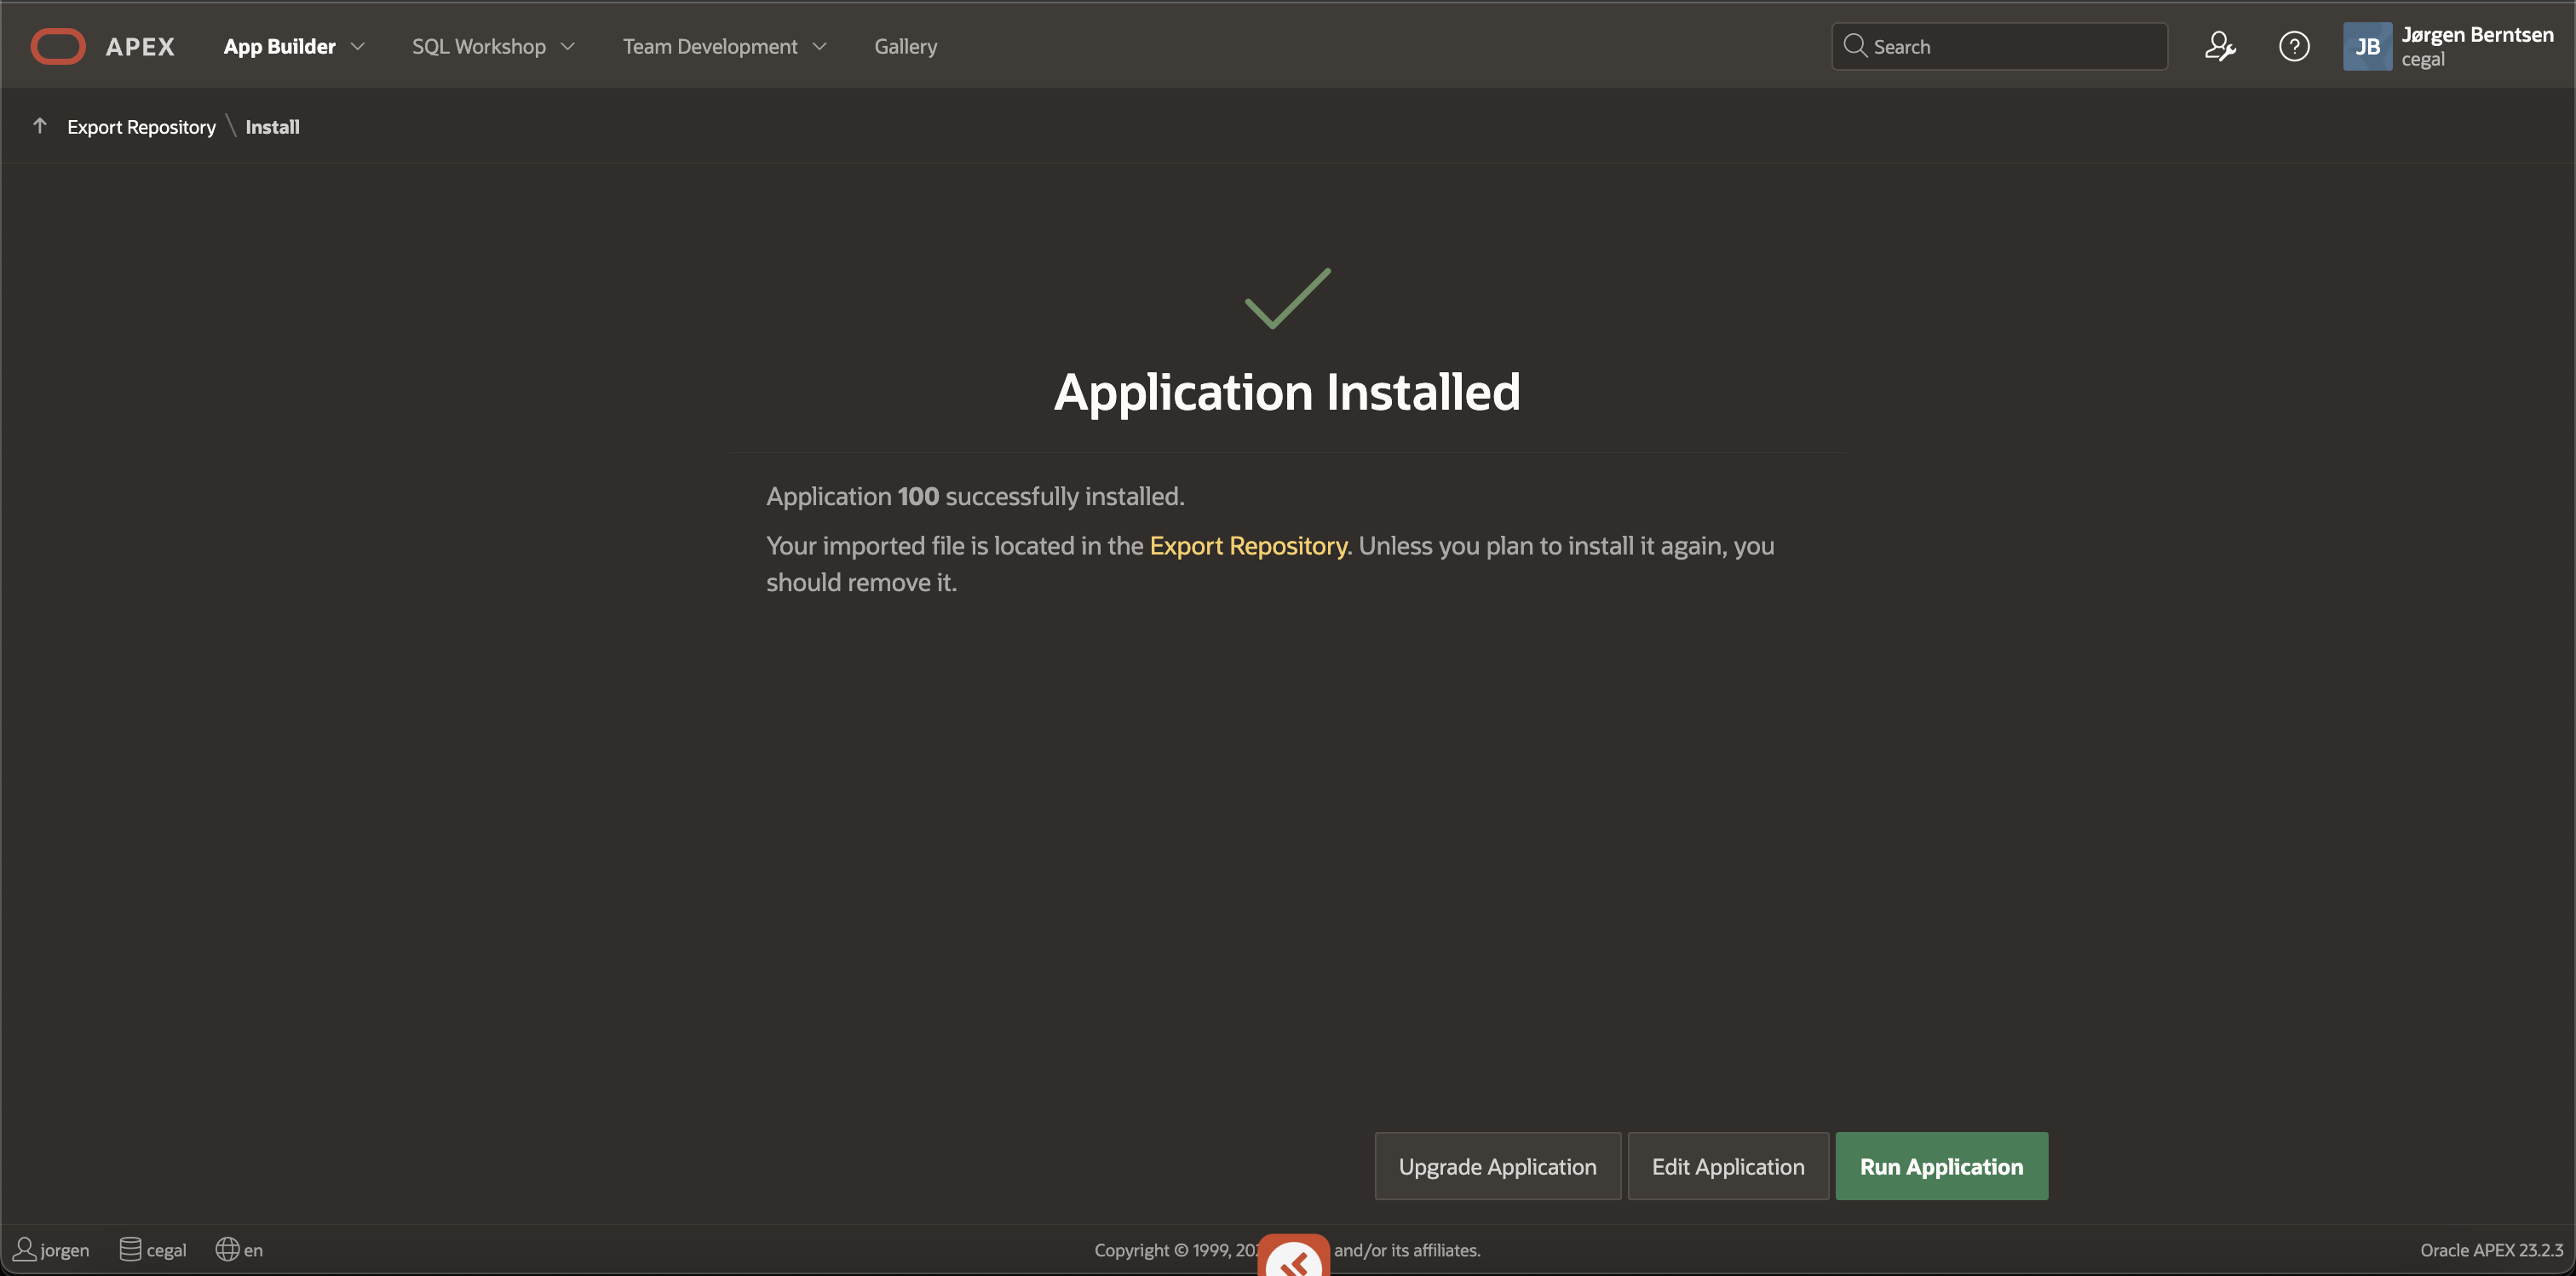 APEX App Builder SQL Workshop Team Development Gallery Search JB Jørgen Berntsen
cegal
Export Repository \ Install
Application Installed
Application 100 successfully installed.
Your imported file is located in the Export Repository. Unless you plan to install it again, you
should remove it.
Upgrade Application Edit Application Run Application
jorgen cegal en Copyright © 1999, and/or its affiliates. Oracle APEX 23.2.3